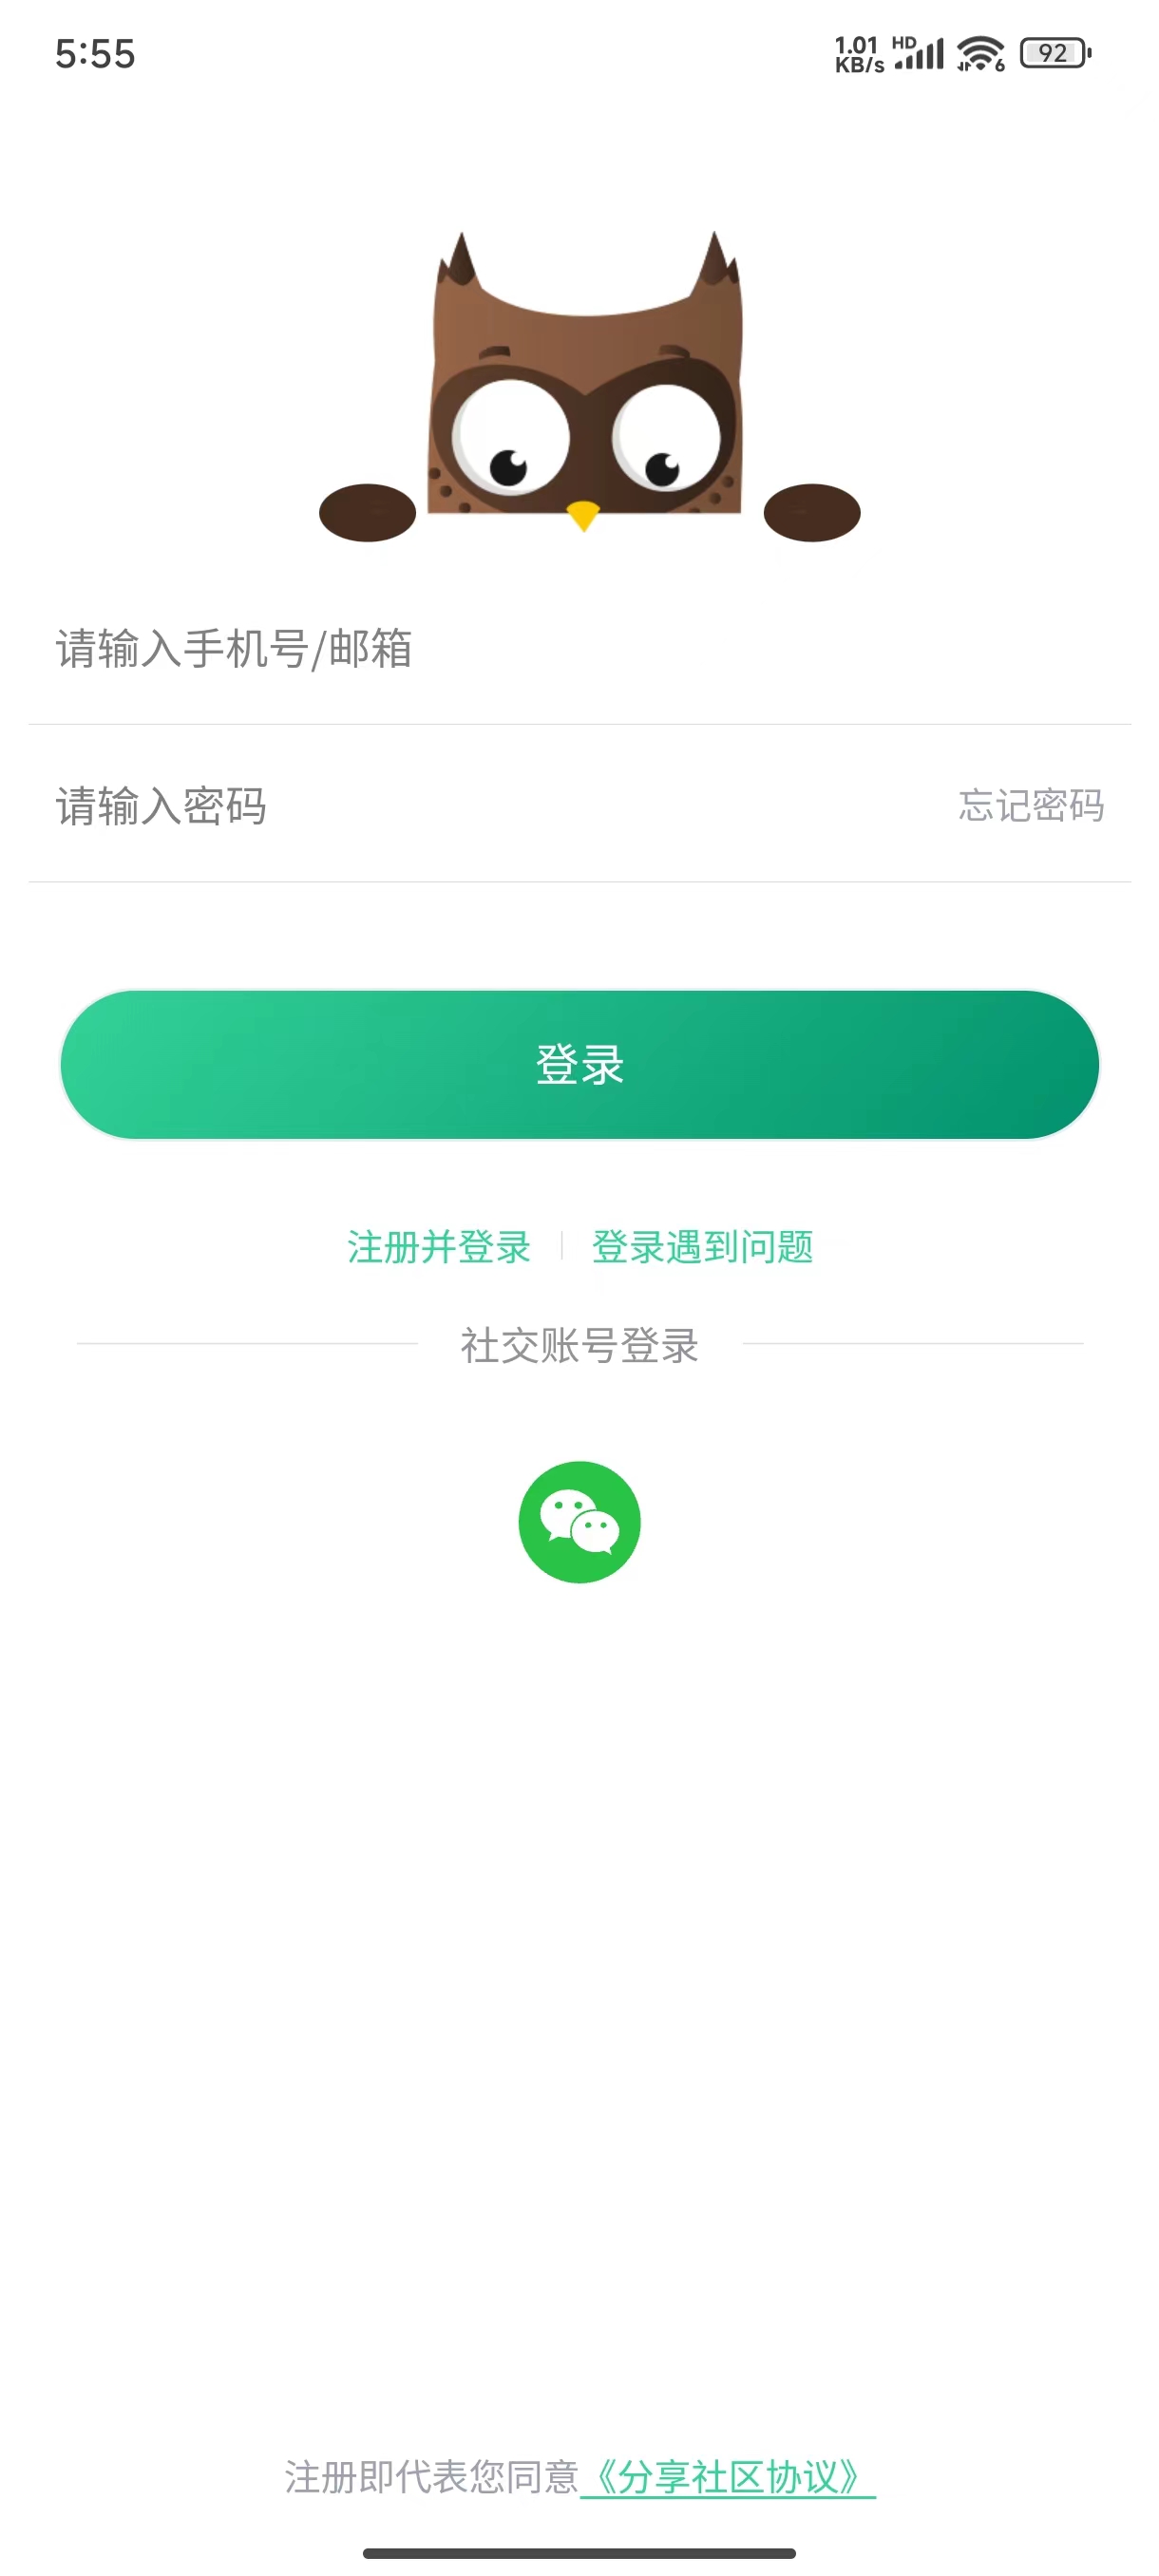 5:55
1.01 KB/s HD 6 92
请输入手机号/邮箱
请输入密码 忘记密码
登录
注册并登录 登录遇到问题
社交账号登录
注册即代表您同意《分享社区协议》